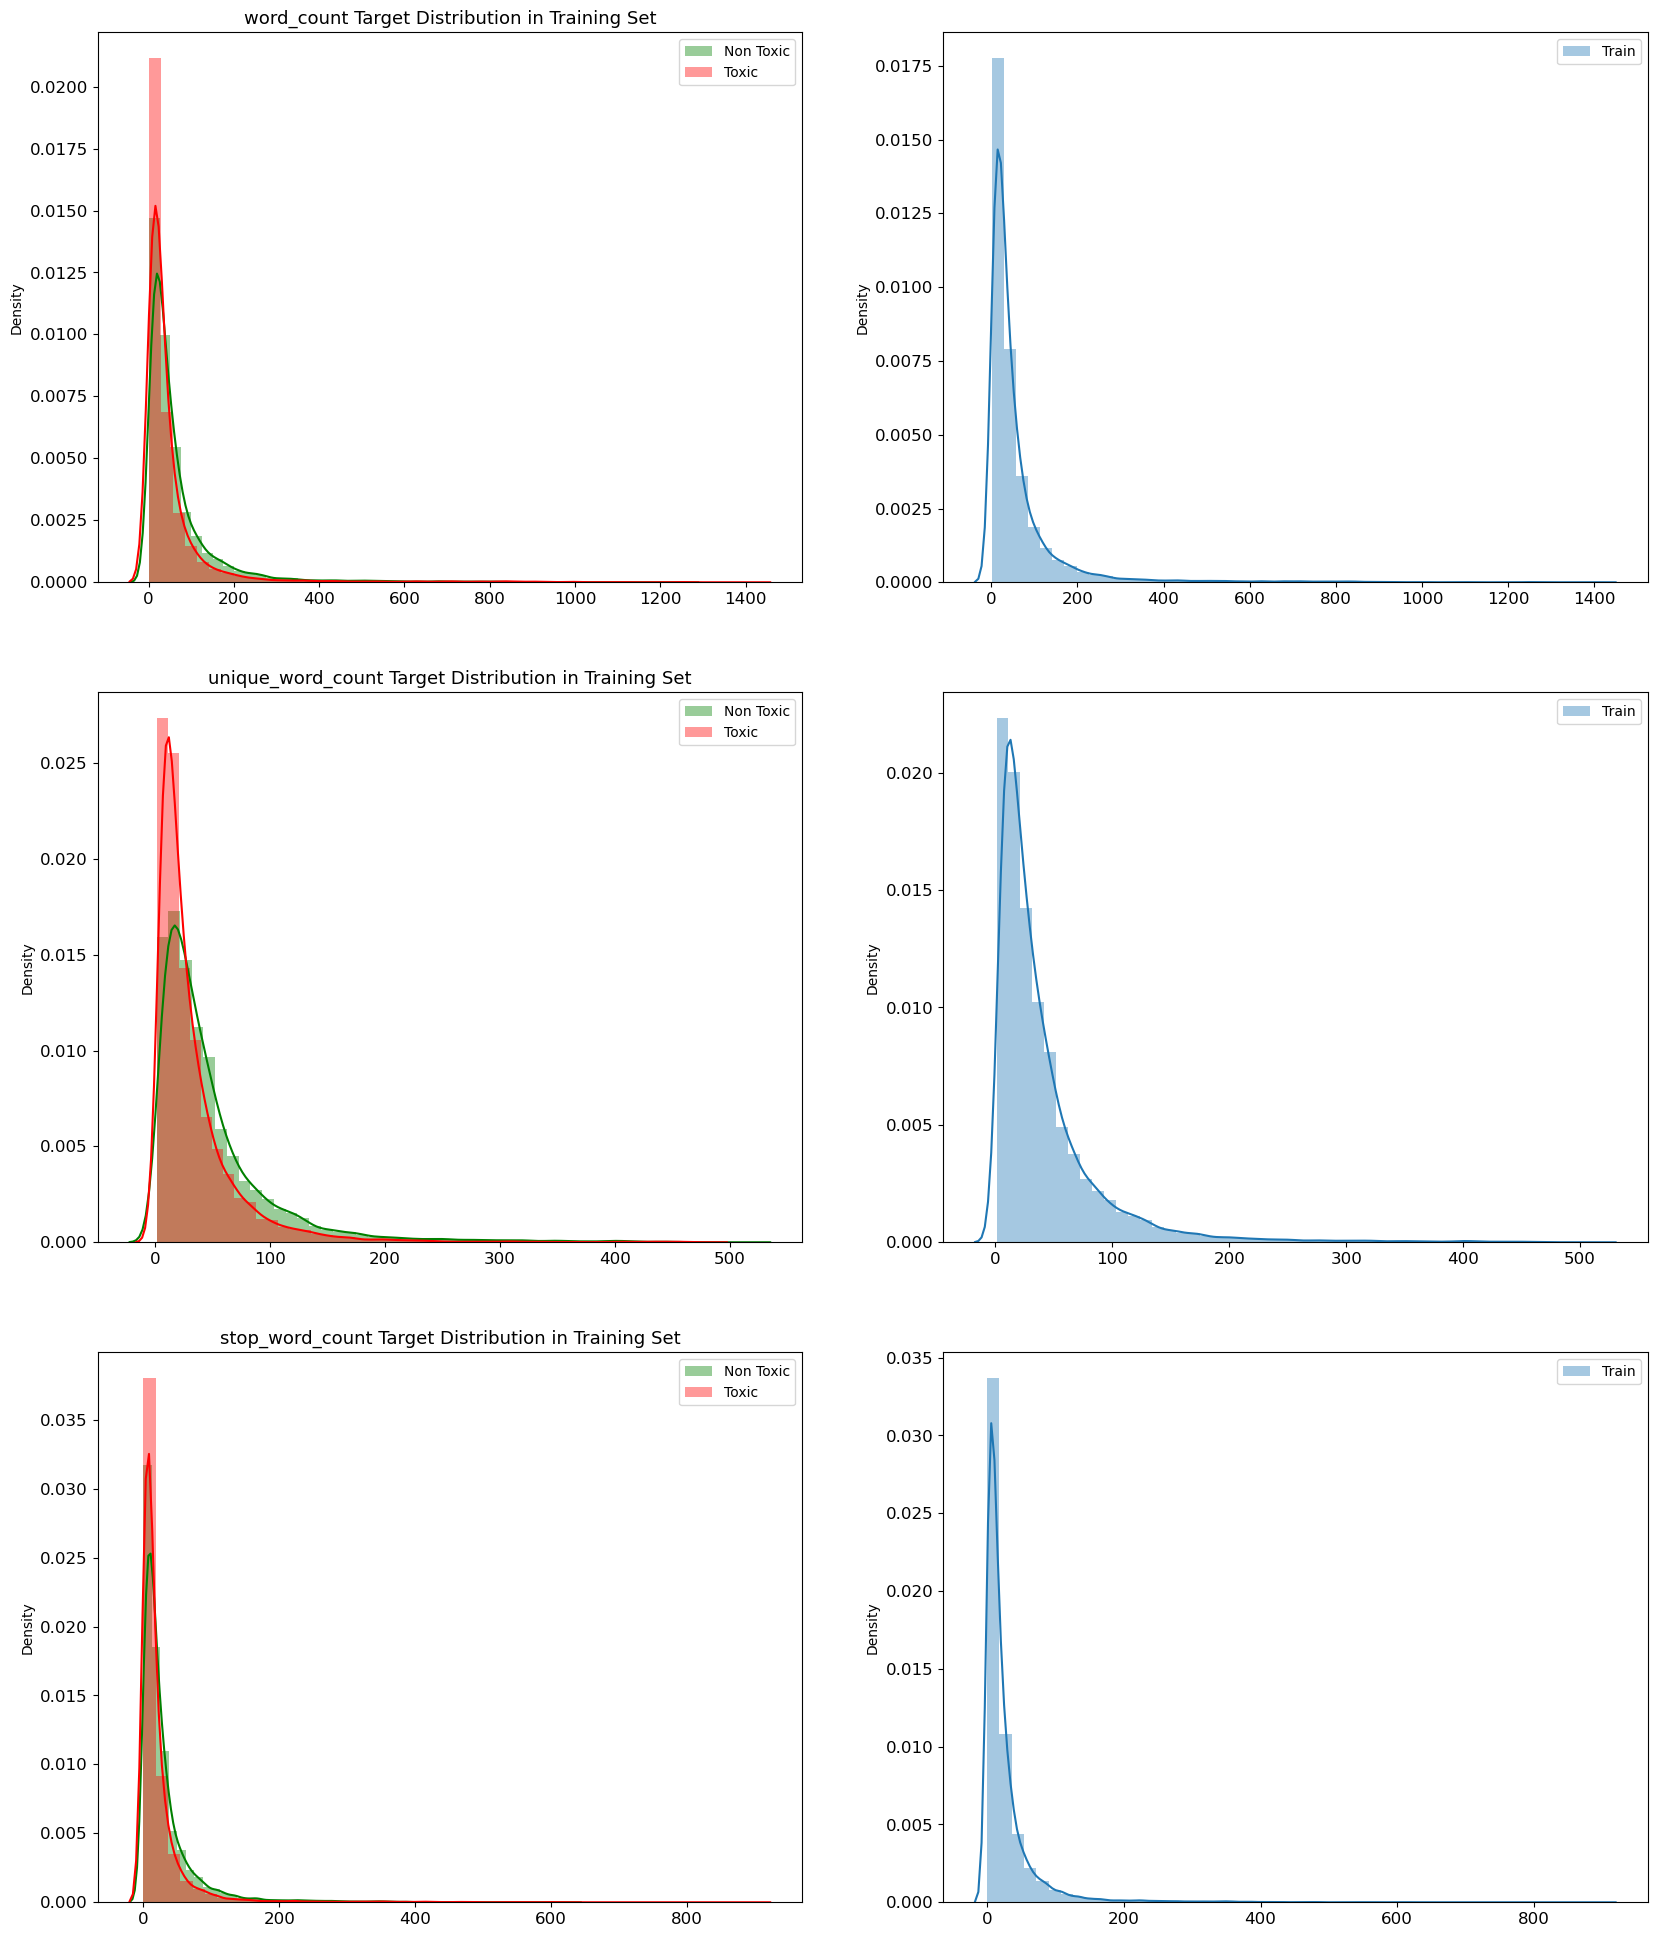 word_count Target Distribution in Training Set
Non Toxic
Toxic
Density
0.0200
0.0175
0.0150
0.0125
0.0100
0.0075
0.0050
0.0025
0.0000
0 200 400 600 800 1000 1200 1400
Train
Density
0.0175
0.0150
0.0125
0.0100
0.0075
0.0050
0.0025
0.0000
0 200 400 600 800 1000 1200 1400
unique_word_count Target Distribution in Training Set
Non Toxic
Toxic
Density
0.025
0.020
0.015
0.010
0.005
0.000
0 100 200 300 400 500
Train
Density
0.020
0.015
0.010
0.005
0.000
0 100 200 300 400 500
stop_word_count Target Distribution in Training Set
Non Toxic
Toxic
Density
0.035
0.030
0.025
0.020
0.015
0.010
0.005
0.000
0 200 400 600 800
Train
Density
0.035
0.030
0.025
0.020
0.015
0.010
0.005
0.000
0 200 400 600 800